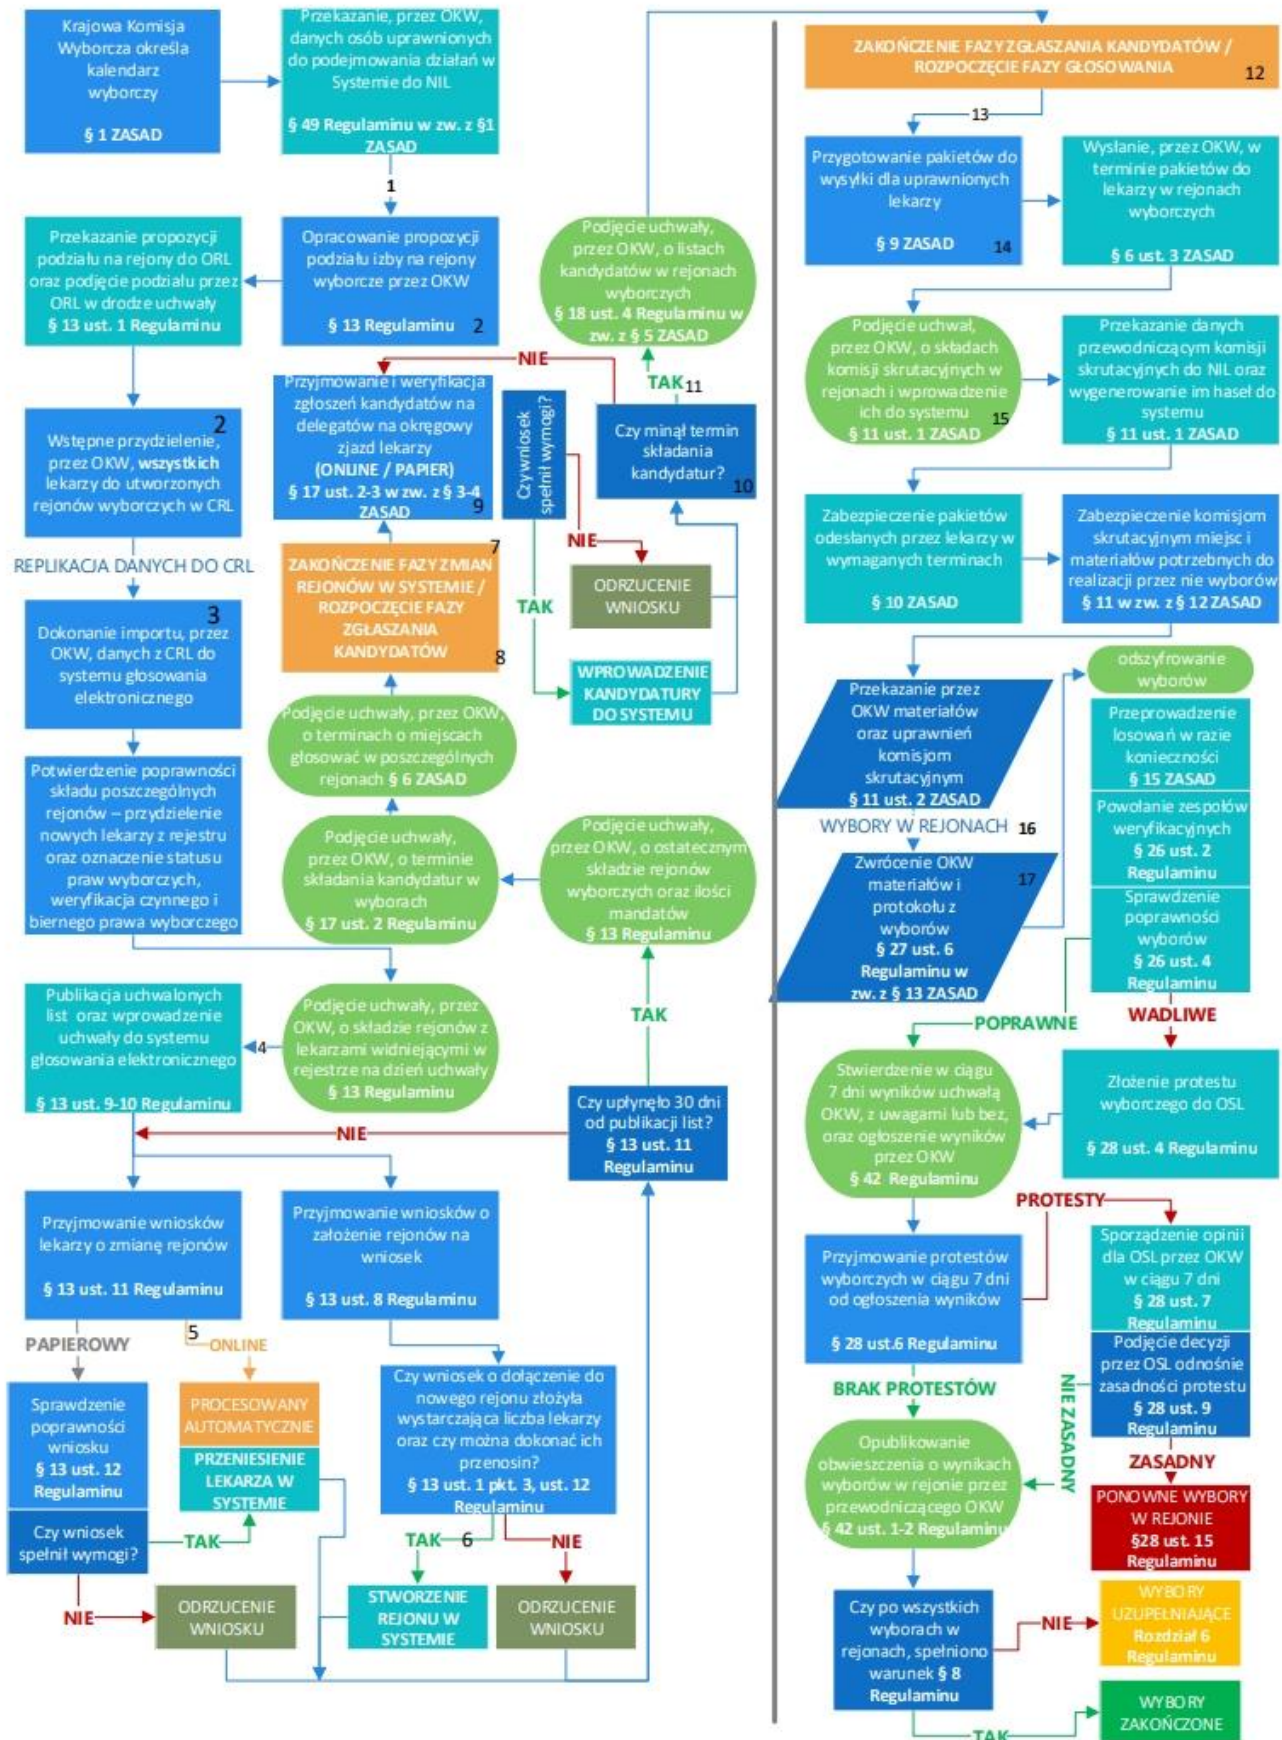 Krajowa Komisja
Wyborcza określa
kalendarz
wyborczy
§ 1 ZASAD
Przekazanie, przez OKW,
danych osób uprawnionych
do podejmowania działań w
Systemie do NIL
§ 49 Regulaminu w zw. z §1
ZASAD
1
Opracowanie propozycji
podziału izby na rejony
wyborcze przez OKW
§ 13 Regulaminu
2
Przekazanie propozycji
podziału na rejony do ORL
oraz podjęcie podziału przez
ORL w drodze uchwały
§ 13 ust. 1 Regulaminu
2
Wstępne przydzielenie,
przez OKW, wszystkich
lekarzy do utworzonych
rejonów wyborczych w CRL
REPLIKACJA DANYCH DO CRL
3
Dokonanie importu, przez
OKW, danych z CRL do
systemu głosowania
elektronicznego
Potwierdzenie poprawności
składu poszczególnych
rejonów – przydzielenie
nowych lekarzy z rejestru
oraz oznaczenie statusu
praw wyborczych,
weryfikacja czynnego i
biernego prawa wyborczego
Podjęcie uchwały, przez
OKW, o składzie rejonów z
lekarzami widniejącymi w
rejestrze na dzień uchwały
§ 13 Regulaminu
4
Publikacja uchwalonych
list oraz wprowadzenie
uchwały do systemu
głosowania elektronicznego
§ 13 ust. 9-10 Regulaminu
NIE
Czy upłynęło 30 dni
od publikacji list?
§ 13 ust. 11
Regulaminu
TAK
Przyjmowanie wniosków
lekarzy o zmianę rejonów
§ 13 ust. 11 Regulaminu
Przyjmowanie wniosków o
założenie rejonów na
wniosek
§ 13 ust. 8 Regulaminu
PAPIEROWY
5
ONLINE
Sprawdzenie
poprawności
wniosku
§ 13 ust. 12
Regulaminu
Czy wniosek
spełnił wymogi?
TAK
NIE
PROCESOWANY
AUTOMATYCZNIE
PRZENIESIENIE
LEKARZA W
SYSTEMIE
ODRZUCENIE
WNIOSKU
Czy wniosek o dołączenie do
nowego rejonu złożyła
wystarczająca liczba lekarzy
oraz czy można dokonać ich
przenosin?
§ 13 ust. 1 pkt. 3, ust. 12
Regulaminu
TAK
6
NIE
STWORZENIE
REJONU W
SYSTEMIE
ODRZUCENIE
WNIOSKU
Podjęcie uchwały,
przez OKW, o ostatecznym
składzie rejonów
wyborczych oraz ilości
mandatów
§ 13 Regulaminu
Podjęcie uchwały,
przez OKW, o terminie
składania kandydatur w
wyborach
§ 17 ust. 2 Regulaminu
Podjęcie uchwały, przez OKW,
o terminach o miejscach
głosować w poszczególnych
rejonach § 6 ZASAD
7
ZAKOŃCZENIE FAZY ZMIAN
REJONÓW W SYSTEMIE /
ROZPOCZĘCIE FAZY
ZGŁASZANIA
KANDYDATÓW
8
Przyjmowanie i weryfikacja
zgłoszeń kandydatów na
delegatów na okręgowy
zjazd lekarzy
(ONLINE / PAPIER)
§ 17 ust. 2-3 w zw. z § 3-4
ZASAD
9
Czy wniosek
spełnił wymogi?
NIE
TAK
ODRZUCENIE
WNIOSKU
WPROWADZENIE
KANDYDATURY
DO SYSTEMU
Czy minął termin
składania
kandydatur?
10
NIE
TAK
11
Podjęcie uchwały,
przez OKW, o listach
kandydatów w rejonach
wyborczych
§ 18 ust. 4 Regulaminu w
zw. z § 5 ZASAD
ZAKOŃCZENIE FAZY ZGŁASZANIA KANDYDATÓW /
ROZPOCZĘCIE FAZY GŁOSOWANIA
12
13
Przygotowanie pakietów do
wysyłki dla uprawnionych
lekarzy
§ 9 ZASAD
14
Wysłanie, przez OKW, w
terminie pakietów do
lekarzy w rejonach
wyborczych
§ 6 ust. 3 ZASAD
Podjęcie uchwał,
przez OKW, o składach
komisji skrutacyjnych w
rejonach i wprowadzenie
ich do systemu
§ 11 ust. 1 ZASAD
15
Przekazanie danych
przewodniczącym komisji
skrutacyjnych do NIL oraz
wygenerowanie im haseł do
systemu
§ 11 ust. 1 ZASAD
Zabezpieczenie pakietów
odesłanych przez lekarzy w
wymaganych terminach
§ 10 ZASAD
Zabezpieczenie komisjom
skrutacyjnym miejsc i
materiałów potrzebnych do
realizacji przez nie wyborów
§ 11 w zw. z § 12 ZASAD
Przekazanie przez
OKW materiałów
oraz uprawnień
komisjom
skrutacyjnym
§ 11 ust. 2 ZASAD
WYBORY W REJONACH
16
Zwrócenie OKW
materiałów i
protokołu z
wyborów
§ 27 ust. 6
Regulaminu w
zw. z § 13 ZASAD
17
odszyfrowanie
wyborów
Przeprowadzenie
losowań w razie
konieczności
§ 15 ZASAD
Powołanie zespołów
weryfikacyjnych
§ 26 ust. 2
Regulaminu
Sprawdzenie
poprawności
wyborów
§ 26 ust. 4
Regulaminu
POPRAWNE
WADLIWE
Stwierdzenie w ciągu
7 dni wyników uchwałą
OKW, z uwagami lub bez,
oraz ogłoszenie wyników
przez OKW
§ 42 Regulaminu
Złożenie protestu
wyborczego do OSL
§ 28 ust. 4 Regulaminu
PROTESTY
Przyjmowanie protestów
wyborczych w ciągu 7 dni
od ogłoszenia wyników
§ 28 ust.6 Regulaminu
Sporządzenie opinii
dla OSL przez OKW
w ciągu 7 dni
§ 28 ust. 7
Regulaminu
Podjęcie decyzji
przez OSL odnośnie
zasadności protestu
§ 28 ust. 9
Regulaminu
BRAK PROTESTÓW
NIE ZASADNY
ZASADNY
Opublikowanie
obwieszczenia o wynikach
wyborów w rejonie przez
przewodniczącego OKW
§ 42 ust. 1-2 Regulaminu
PONOWNE WYBORY
W REJONIE
§28 ust. 15
Regulaminu
Czy po wszystkich
wyborach w
rejonach, spełniono
warunek § 8
Regulaminu
NIE
WYBORY
UZUPEŁNIAJĄCE
Rozdział 6
Regulaminu
TAK
WYBORY
ZAKOŃCZONE